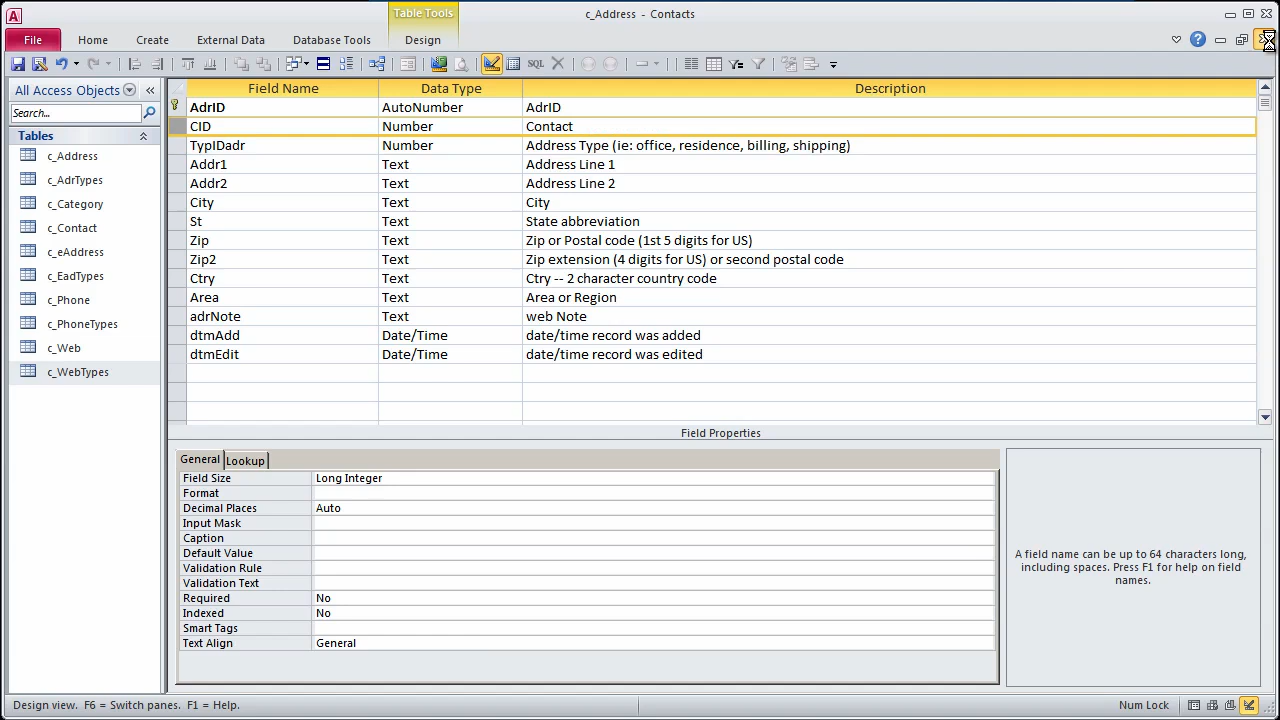 Table Tools
c_Address - Contacts
File Home Create External Data Database Tools Design
SQL
All Access Objects
Search...
Tables
c_Address
c_AdrTypes
c_Category
c_Contact
c_eAddress
c_EadTypes
c_Phone
c_PhoneTypes
c_Web
c_WebTypes
Field Name Data Type Description
AdrID AutoNumber AdrID
CID Number Contact
TypIDadr Number Address Type (ie: office, residence, billing, shipping)
Addr1 Text Address Line 1
Addr2 Text Address Line 2
City Text City
St Text State abbreviation
Zip Text Zip or Postal code (1st 5 digits for US)
Zip2 Text Zip extension (4 digits for US) or second postal code
Ctry Text Ctry -- 2 character country code
Area Text Area or Region
adrNote Text web Note
dtmAdd Date/Time date/time record was added
dtmEdit Date/Time date/time record was edited
Field Properties
General Lookup
Field Size Long Integer
Format
Decimal Places Auto
Input Mask
Caption
Default Value
Validation Rule
Validation Text
Required No
Indexed No
Smart Tags
Text Align General
A field name can be up to 64 characters long,
including spaces. Press F1 for help on field
names.
Design view. F6 = Switch panes. F1 = Help.
Num Lock